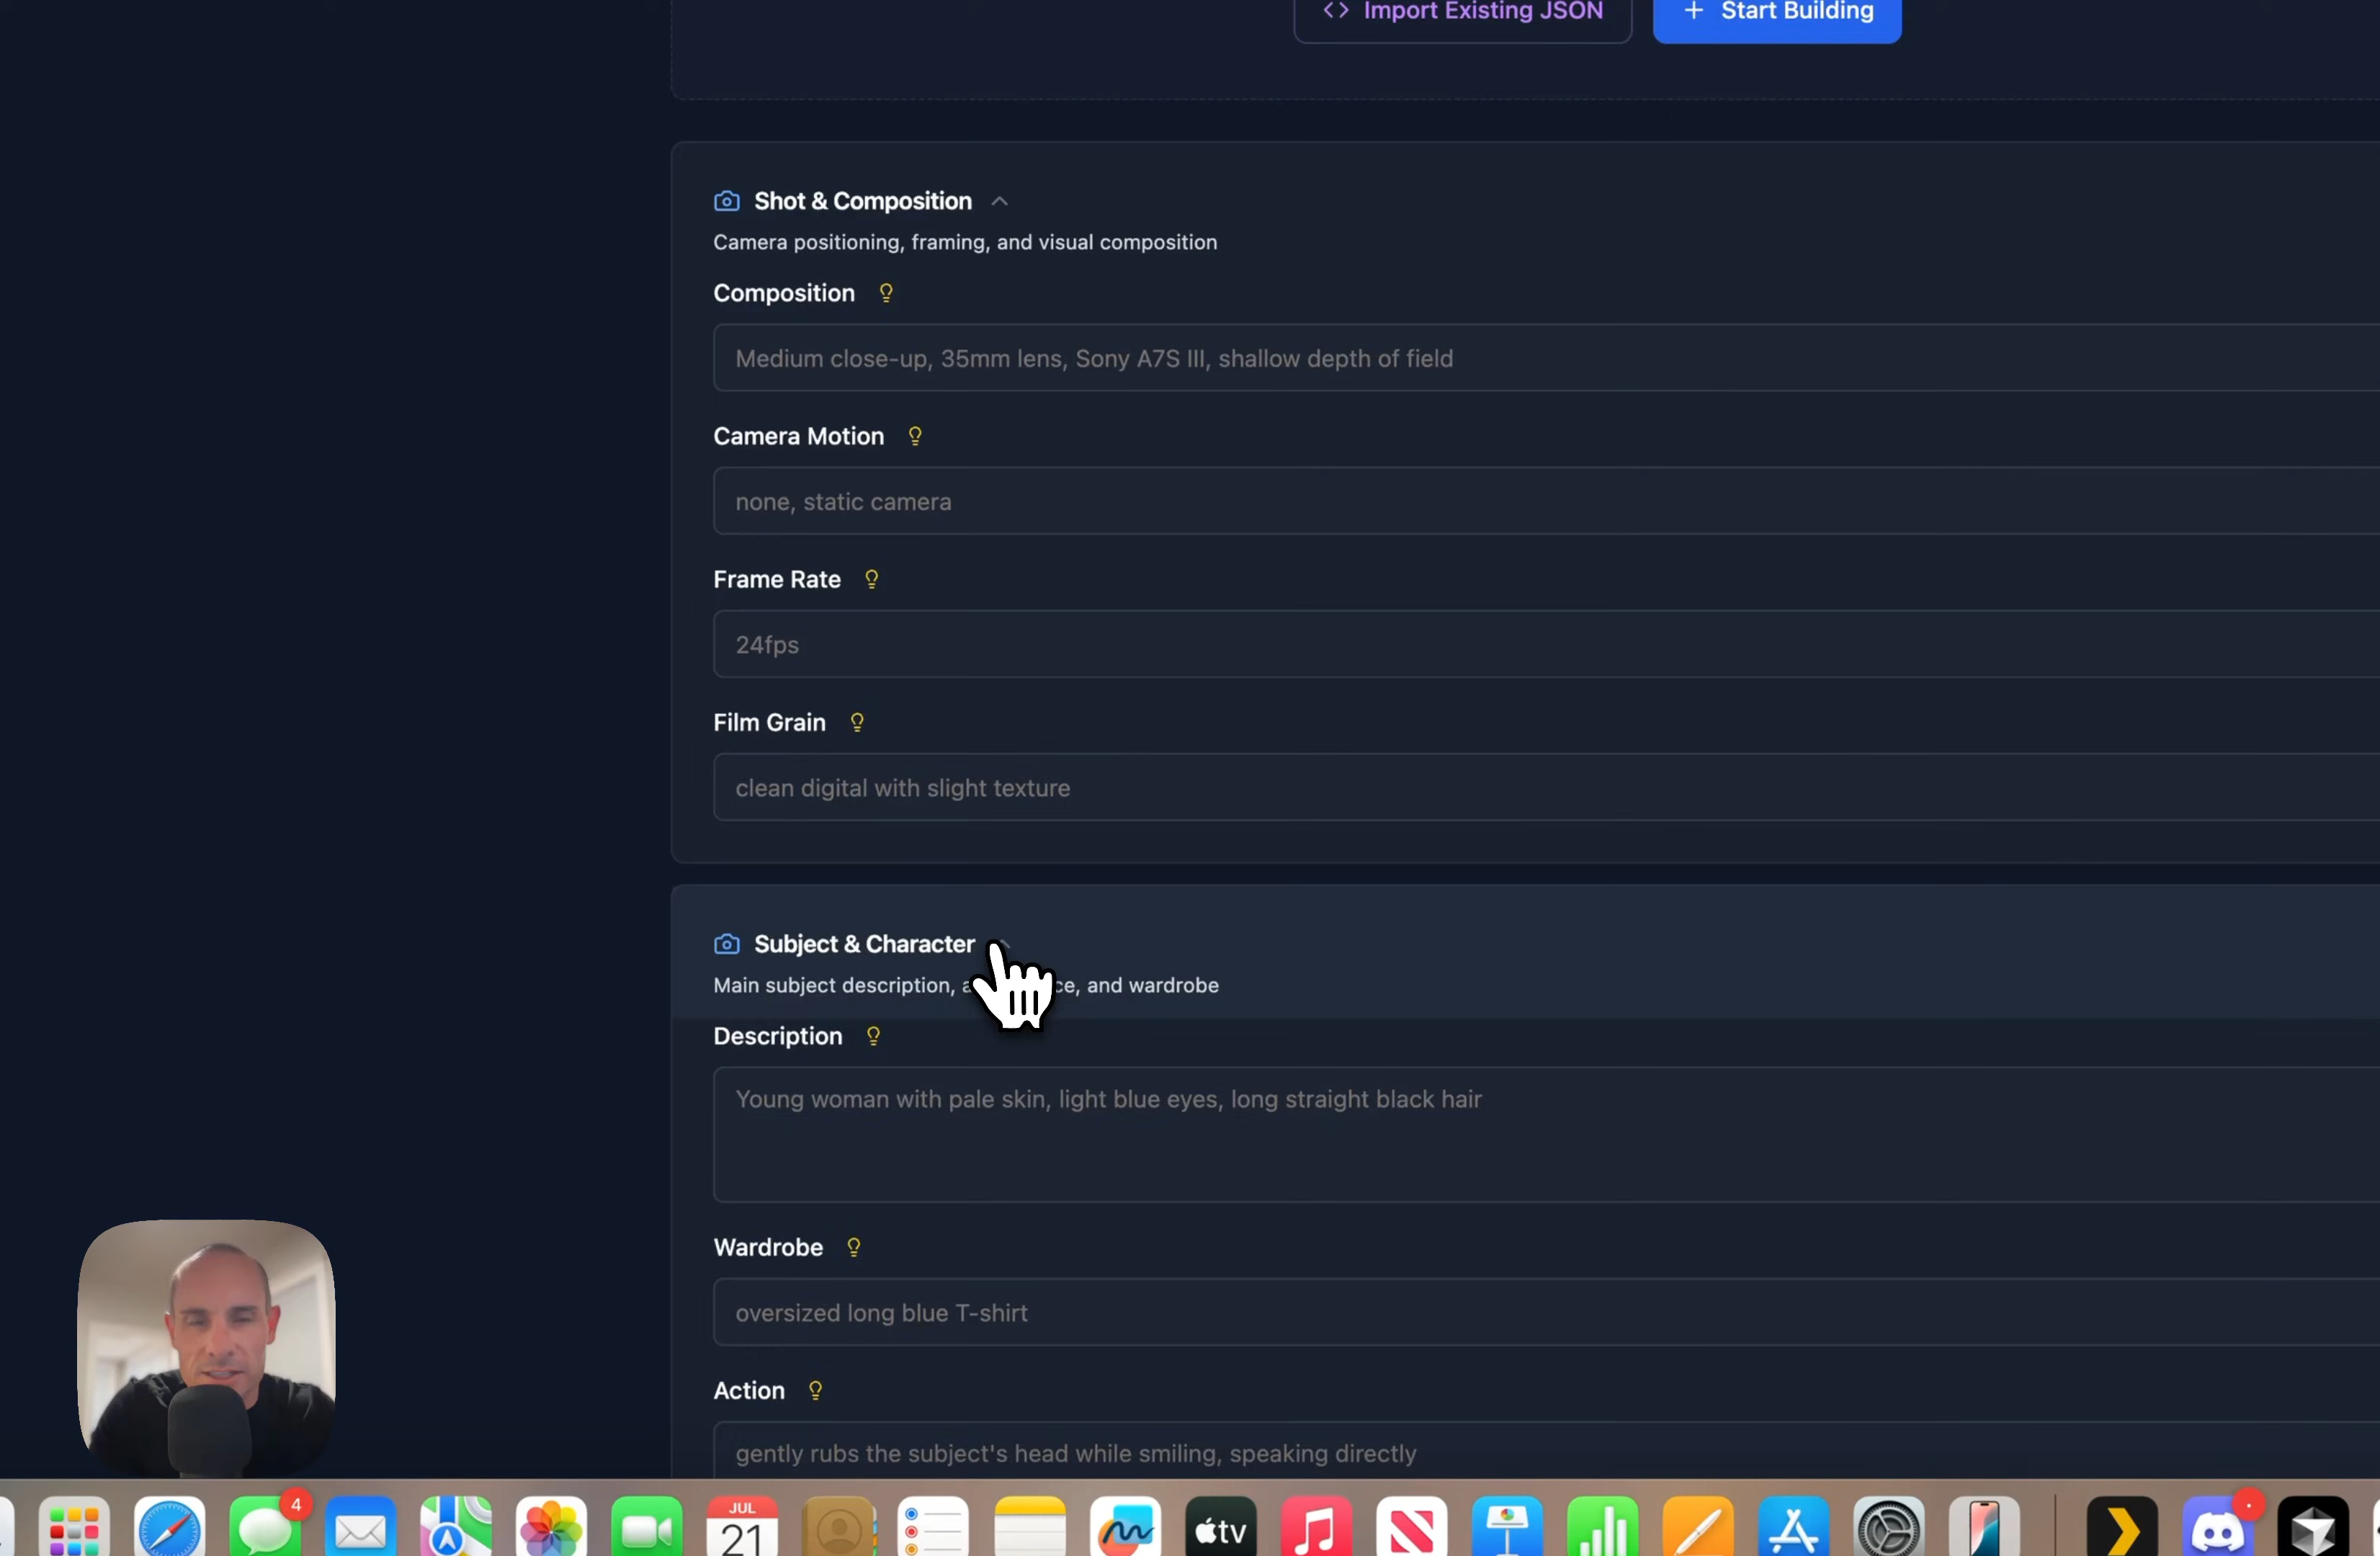 Import Existing JSON
Start Building
Shot & Composition
Camera positioning, framing, and visual composition
Composition
Medium close-up, 35mm lens, Sony A7S III, shallow depth of field
Camera Motion
none, static camera
Frame Rate
24fps
Film Grain
clean digital with slight texture
Subject & Character
Main subject description, and wardrobe
Description
Young woman with pale skin, light blue eyes, long straight black hair
Wardrobe
oversized long blue T-shirt
Action
gently rubs the subject's head while smiling, speaking directly
4
JUL
21
tv